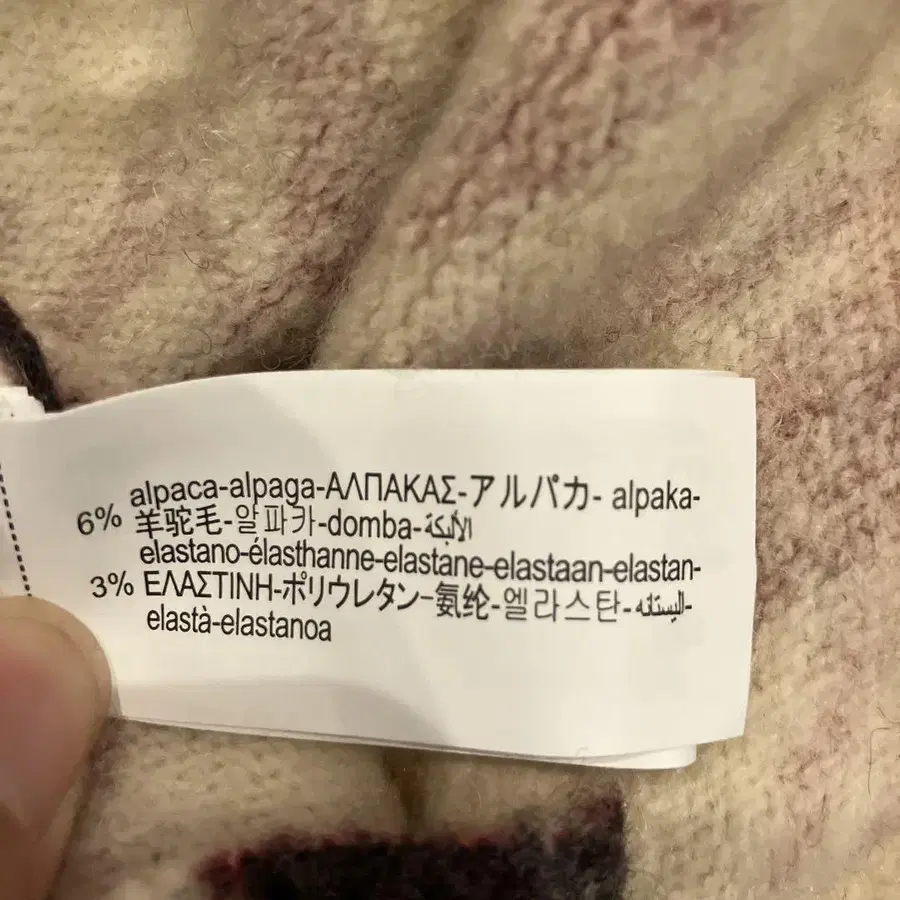 alpaca-alpaga-ΑΛΠΑΚΑΣ-アルパカ- alpaka-
6% 羊驼毛-알파카-domba-الألبكة
elastano-élasthanne-elastane-elastaan-elastan-
3% ΕΛΑΣΤΙΝΗ-ポリウレタン-氨纶-엘라스탄-اليستانه-
elastà-elastanoa